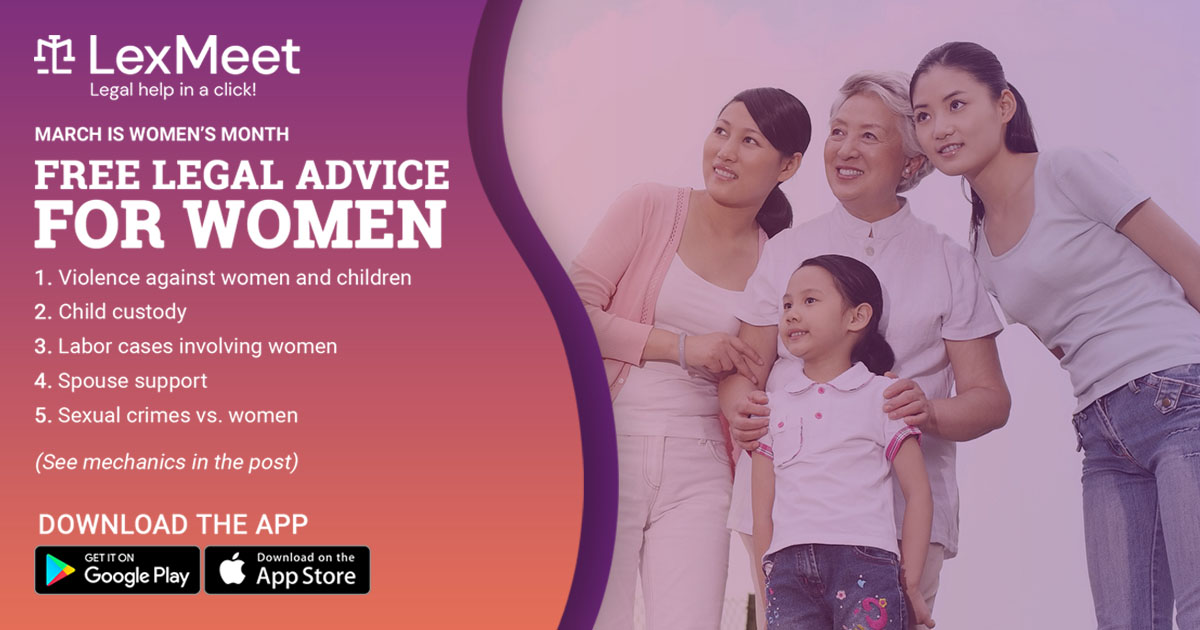 LexMeet
Legal help in a click!
MARCH IS WOMEN'S MONTH
FREE LEGAL ADVICE
FOR WOMEN
1. Violence against women and children
2. Child custody
3. Labor cases involving women
4. Spouse support
5. Sexual crimes vs. women
(See mechanics in the post)
DOWNLOAD THE APP
GET IT ON
Google Play
Download on the
App Store